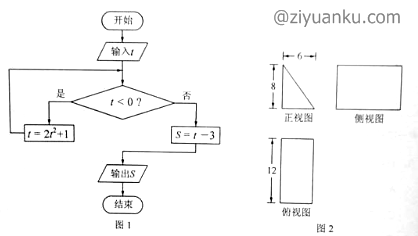 @ziyuanku.com
开始
输入t
是
t < 0 ?
否
t = 2t²+1
S = t −3
输出S
结束
图1
6
8
正视图
侧视图
12
俯视图
图2